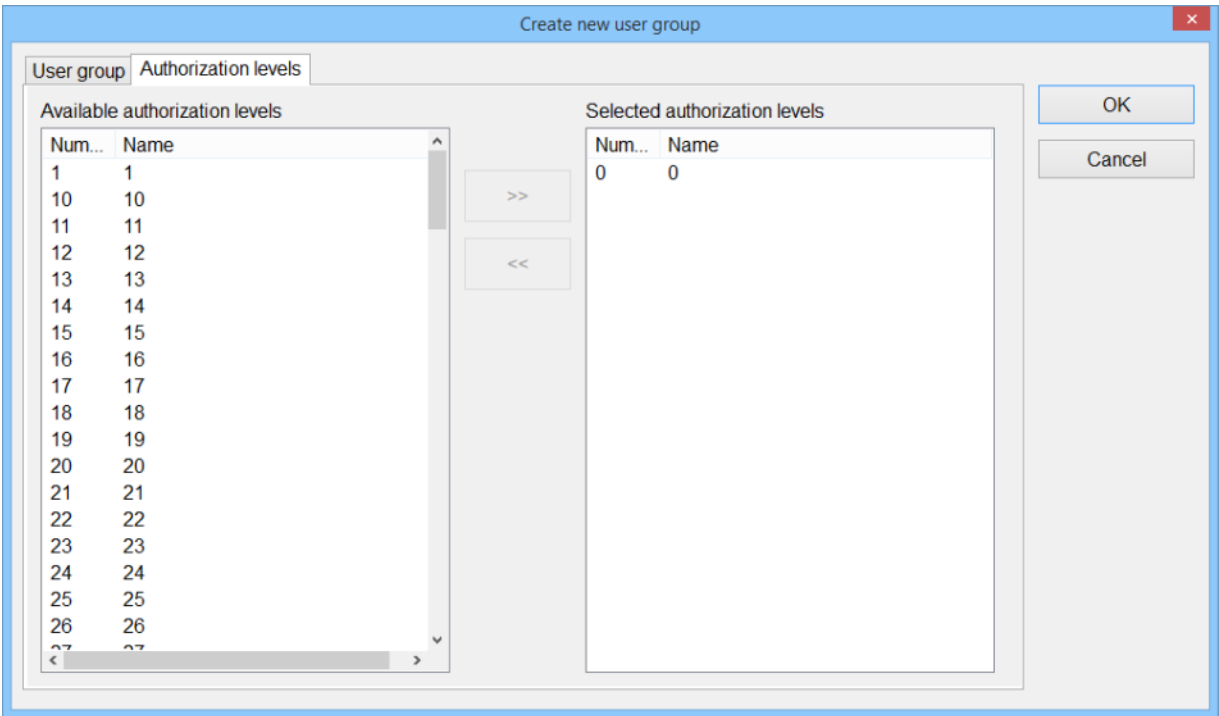 Create new user group
User group Authorization levels
Available authorization levels
Num... Name
1 1
10 10
11 11
12 12
13 13
14 14
15 15
16 16
17 17
18 18
19 19
20 20
21 21
22 22
23 23
24 24
25 25
26 26
27 27
>>
<<
Selected authorization levels
Num... Name
0 0
OK
Cancel